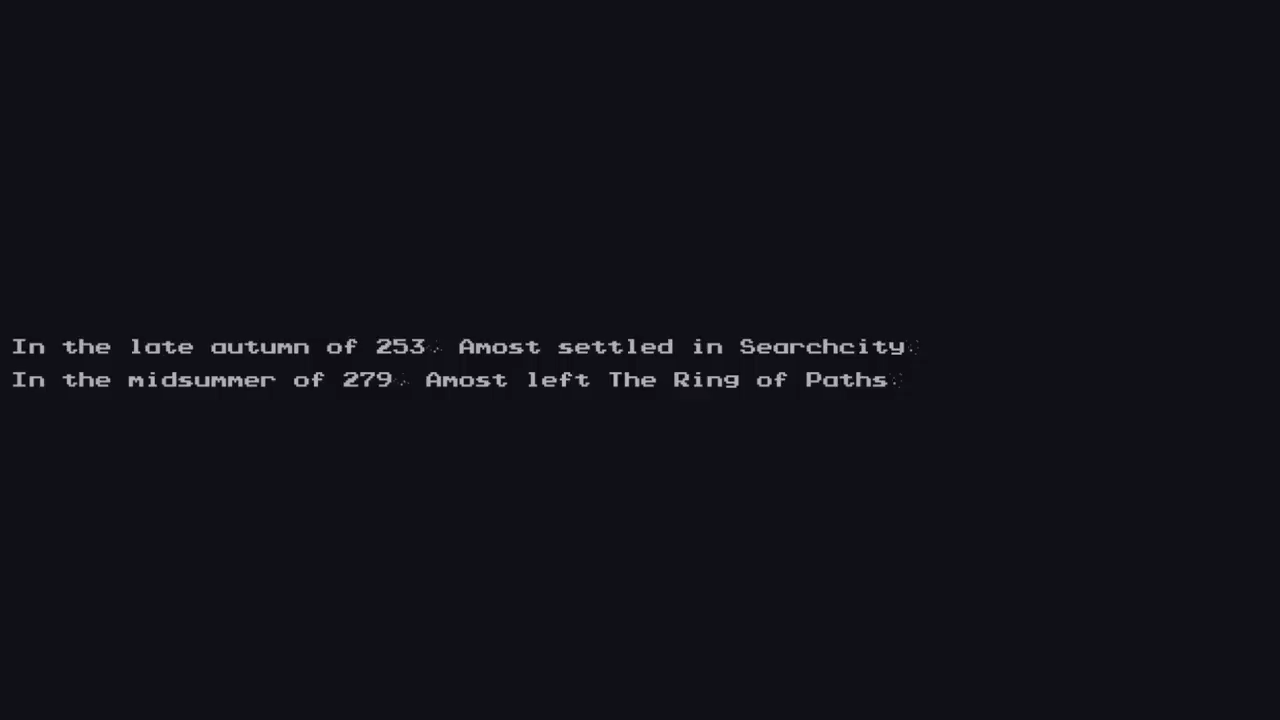 In the late autumn of 253, Amost settled in Searchcity.
In the midsummer of 279, Amost left The Ring of Paths.